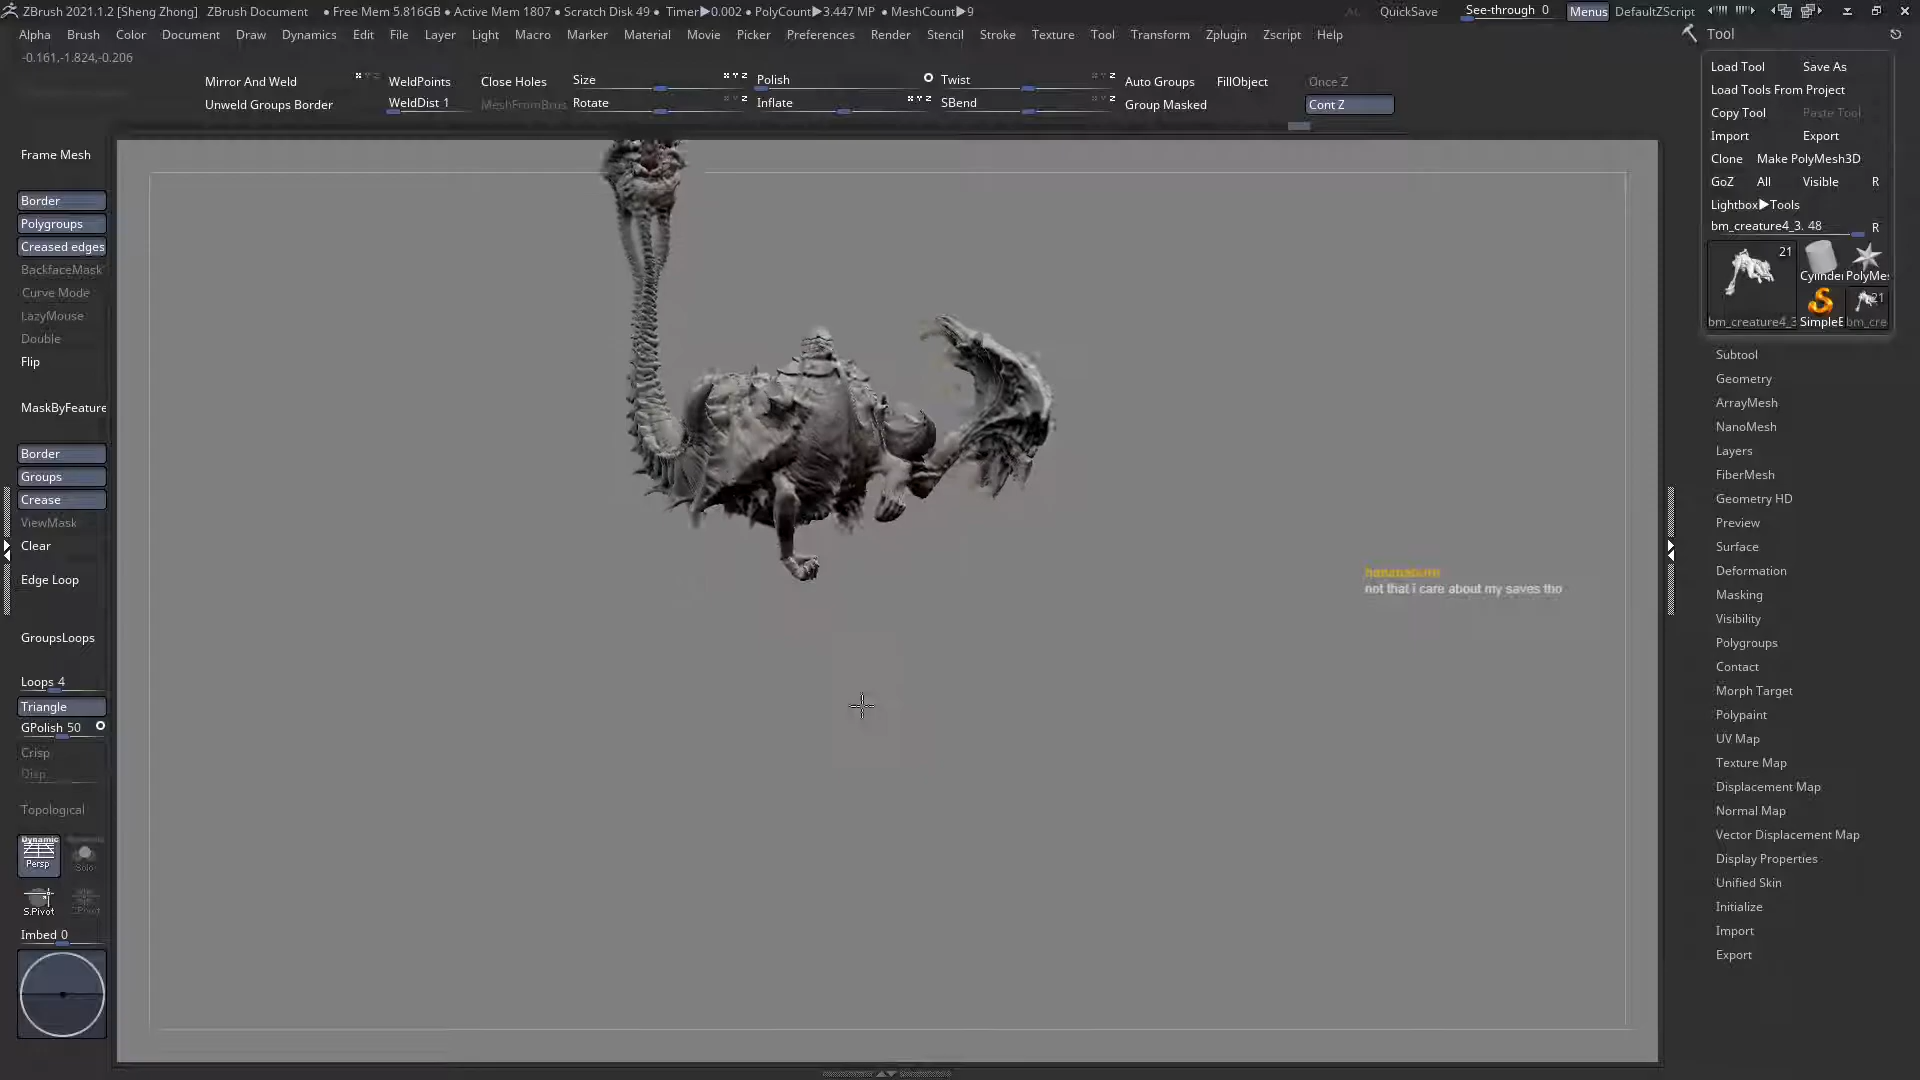 ZBrush 2021.1.2 [Sheng Zhong] ZBrush Document • Free Mem 5.816GB • Active Mem 1807 • Scratch Disk 49 • Timer▶0.002 • PolyCount▶3.447 MP • MeshCount▶9 QuickSave See-through 0 Menus DefaultZScript
Alpha Brush Color Document Draw Dynamics Edit File Layer Light Macro Marker Material Movie Picker Preferences Render Stencil Stroke Texture Tool Transform Zplugin Zscript Help
-0.161,-1.824,-0.206
Mirror And Weld WeldPoints Close Holes Size Polish Twist Auto Groups FillObject Once Z
Unweld Groups Border WeldDist 1 MeshFromBrus Rotate Inflate SBend Group Masked Cont Z
Frame Mesh
Border
Polygroups
Creased edges
BackfaceMask
Curve Mode
LazyMouse
Double
Flip
MaskByFeature
Border
Groups
Crease
ViewMask
Clear
Edge Loop
GroupsLoops
Loops 4
Triangle
GPolish 50
Crisp
Disp
Topological
Dynamic
Persp Solo
S.Pivot
Imbed 0
not that i care about my saves tho
Tool
Load Tool Save As
Load Tools From Project
Copy Tool Paste Tool
Import Export
Clone Make PolyMesh3D
GoZ All Visible R
Lightbox▶Tools
bm_creature4_3. 48 R
21
Cylinder PolyMes
21
bm_creature4_3 SimpleE bm_cre
Subtool
Geometry
ArrayMesh
NanoMesh
Layers
FiberMesh
Geometry HD
Preview
Surface
Deformation
Masking
Visibility
Polygroups
Contact
Morph Target
Polypaint
UV Map
Texture Map
Displacement Map
Normal Map
Vector Displacement Map
Display Properties
Unified Skin
Initialize
Import
Export